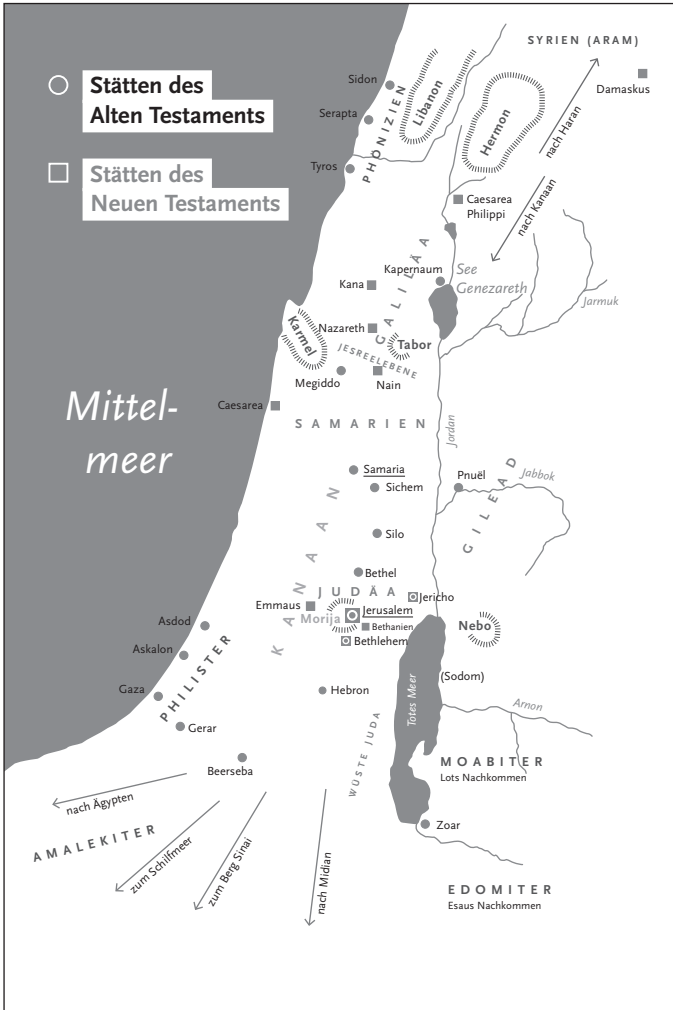 SYRIEN (ARAM)
Stätten des
Alten Testaments
Stätten des
Neuen Testaments
Sidon
Serapta
Tyros
PHÖNIZIEN
Libanon
Hermon
Damaskus
nach Haran
nach Kanaan
Caesarea
Philippi
GALILÄA
Kapernaum
See
Genezareth
Kana
Jarmuk
Karmel
Nazareth
Tabor
JESREELEBENE
Megiddo
Nain
Mittel-
meer
Caesarea
SAMARIEN
Jordan
Samaria
Sichem
Pnuël
Jabbok
GILEAD
KANAAN
Silo
Bethel
JUDÄA
Jericho
Emmaus
Morija
Jerusalem
Bethanien
Bethlehem
Nebo
Asdod
Askalon
Gaza
Gerar
PHILISTER
Hebron
(Sodom)
Totes Meer
Arnon
WÜSTE JUDA
Beerseba
MOABITER
Lots Nachkommen
nach Ägypten
AMALEKITER
zum Schilfmeer
zum Berg Sinai
nach Midian
Zoar
EDOMITER
Esaus Nachkommen